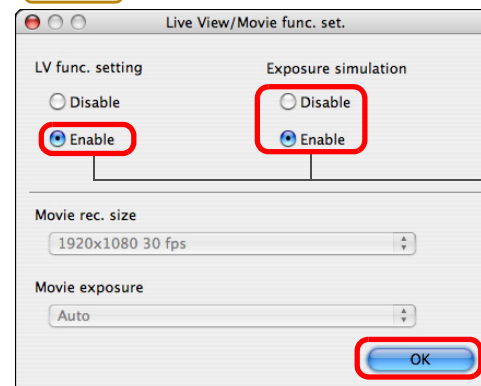 Live View/Movie func. set.
LV func. setting
Exposure simulation
Disable
Disable
Enable
Enable
Movie rec. size
1920x1080 30 fps
Movie exposure
Auto
OK